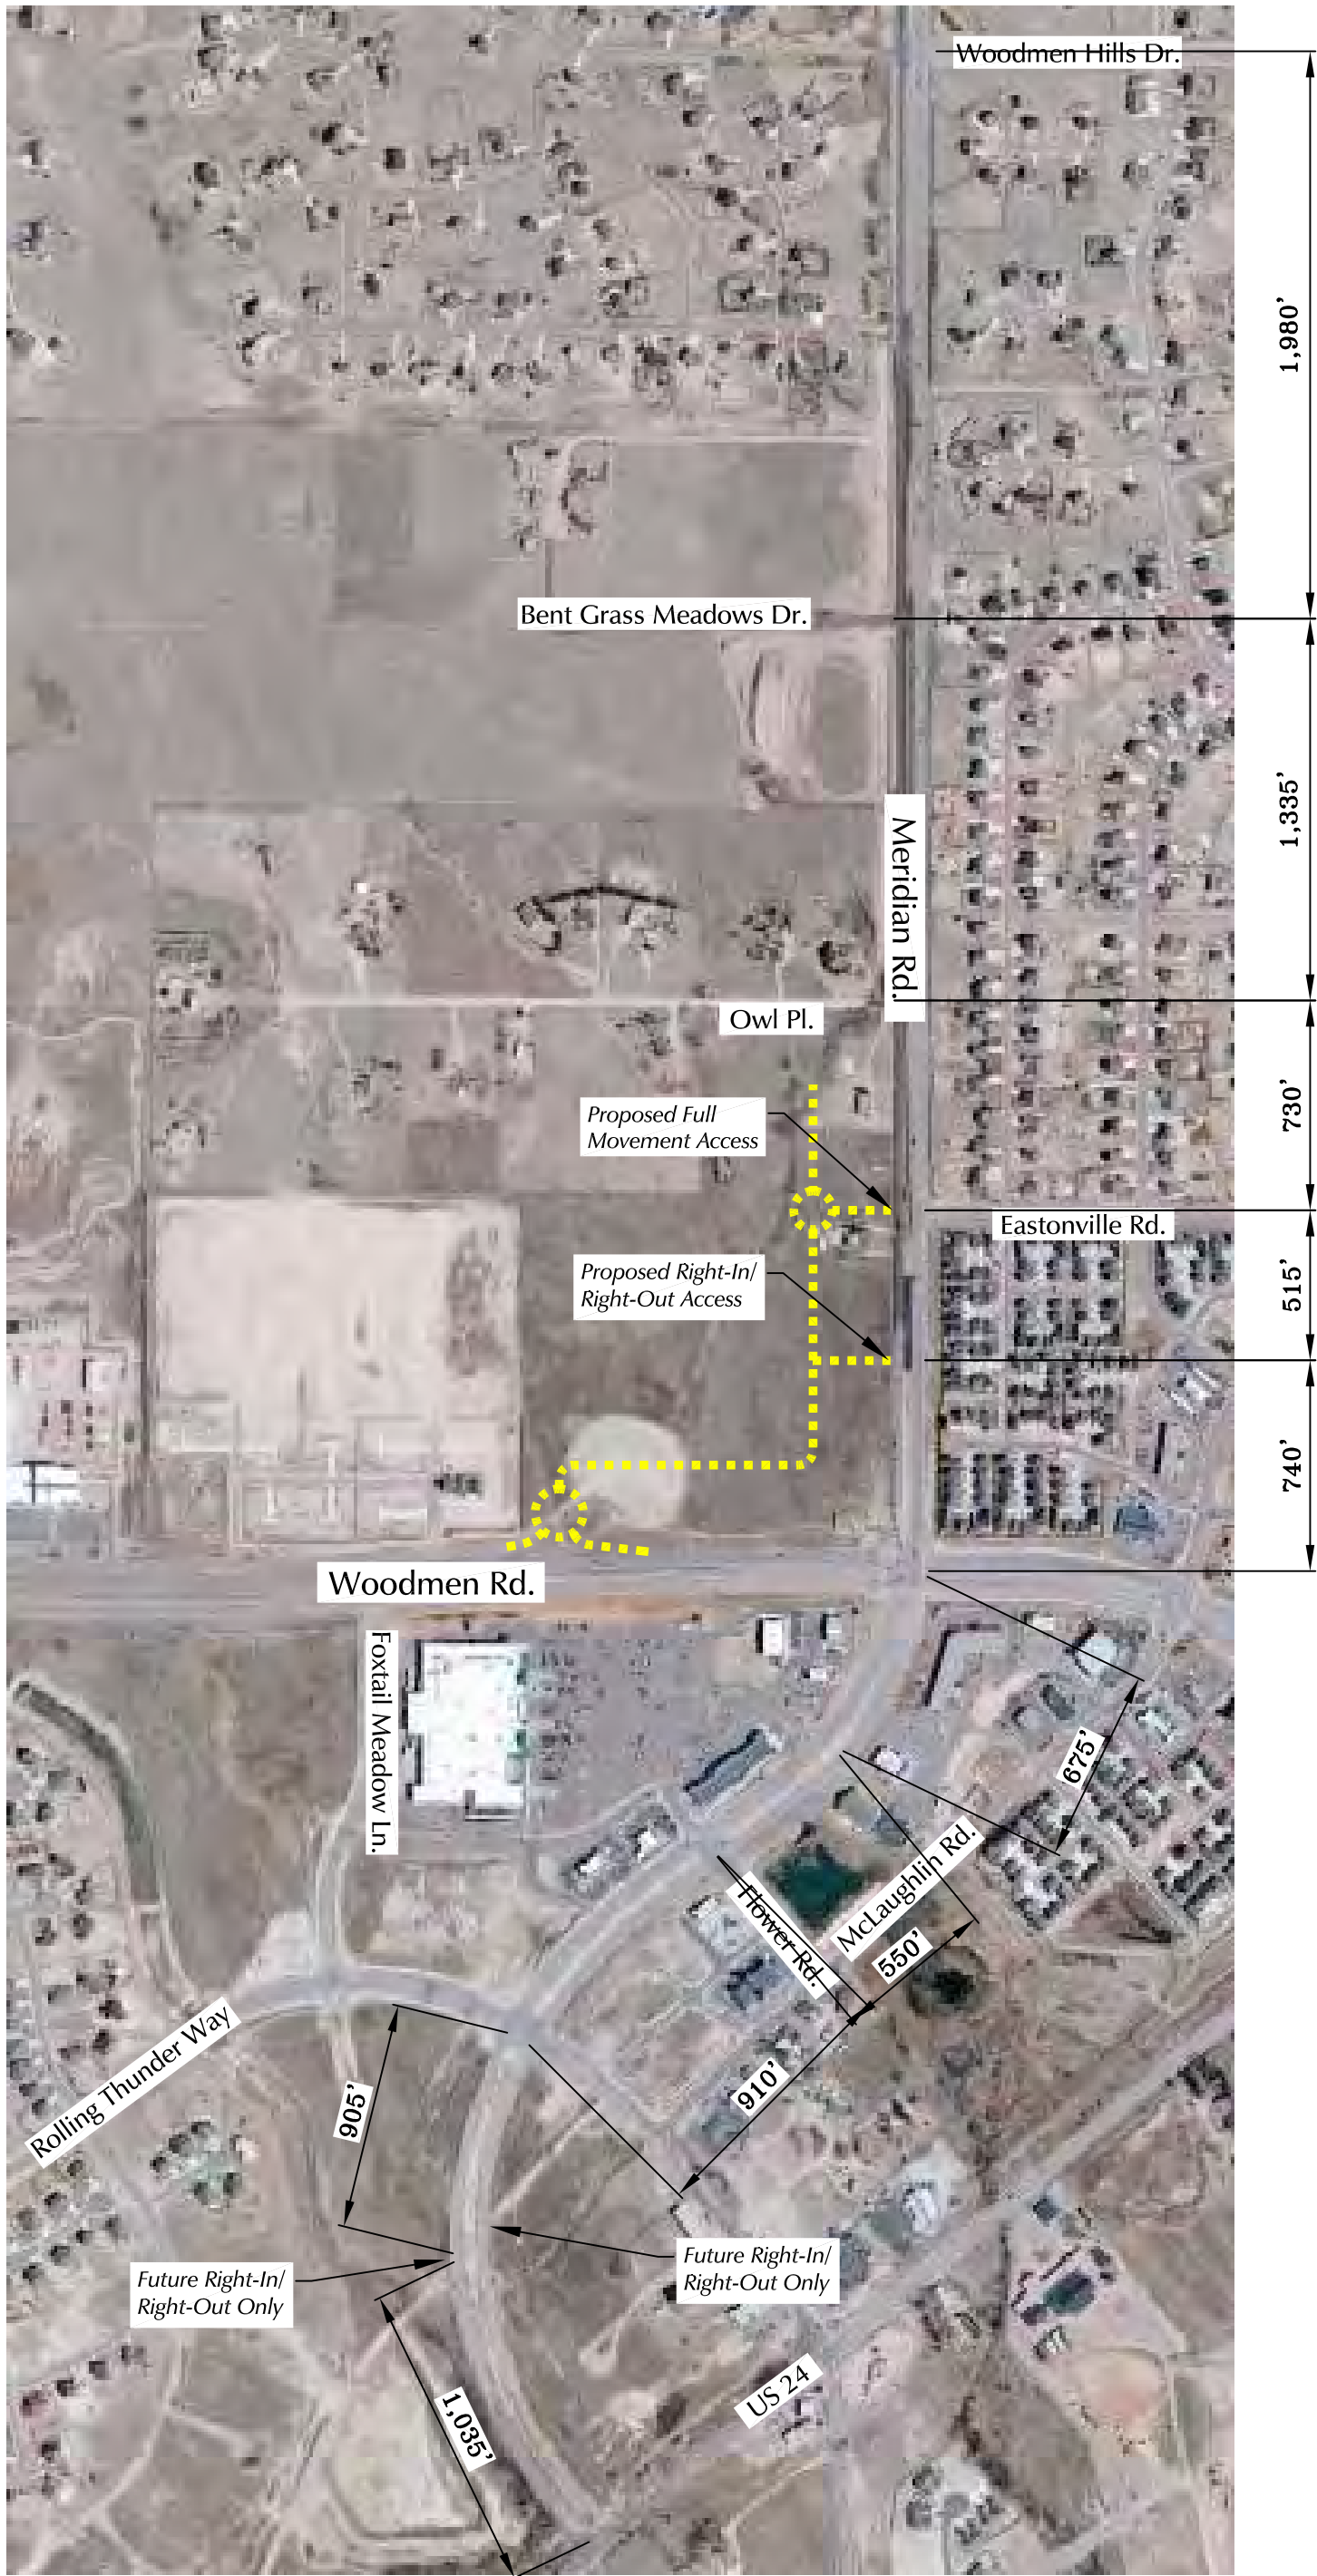 Woodmen Hills Dr.
1,980’
Bent Grass Meadows Dr.
1,335’
Meridian Rd.
Owl Pl.
730’
Proposed Full
Movement Access
Eastonville Rd.
Proposed Right-In/
Right-Out Access
515’
740’
Woodmen Rd.
Foxtail Meadow Ln.
675’
McLaughlin Rd.
Flower Rd.
550’
Rolling Thunder Way
905’
910’
Future Right-In/
Right-Out Only
Future Right-In/
Right-Out Only
US 24
1,035’